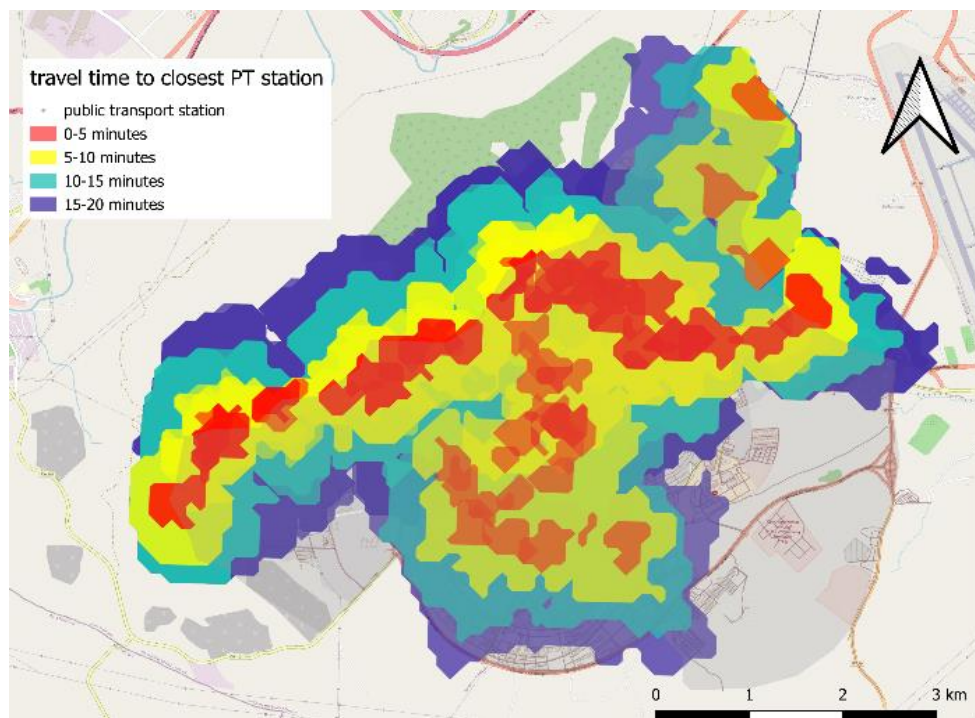 travel time to closest PT station
public transport station
0-5 minutes
5-10 minutes
10-15 minutes
15-20 minutes
0 1 2 3 km